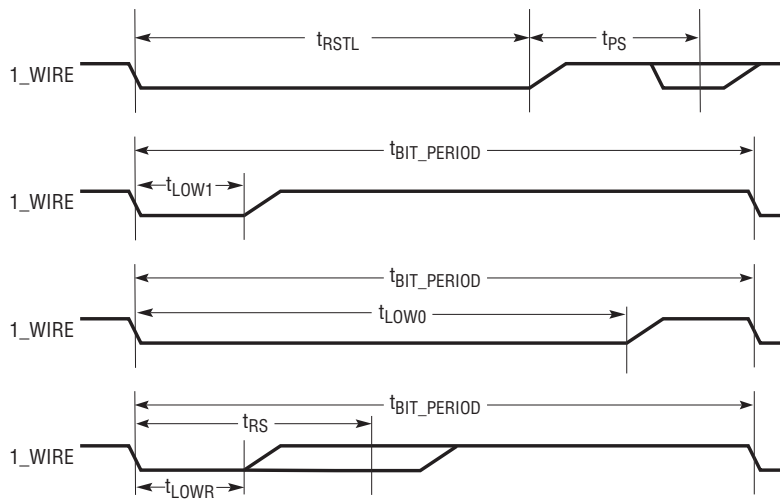 tRSTL
tPS
1_WIRE
tBIT_PERIOD
tLOW1
1_WIRE
tBIT_PERIOD
tLOW0
1_WIRE
tBIT_PERIOD
tRS
1_WIRE
tLOWR